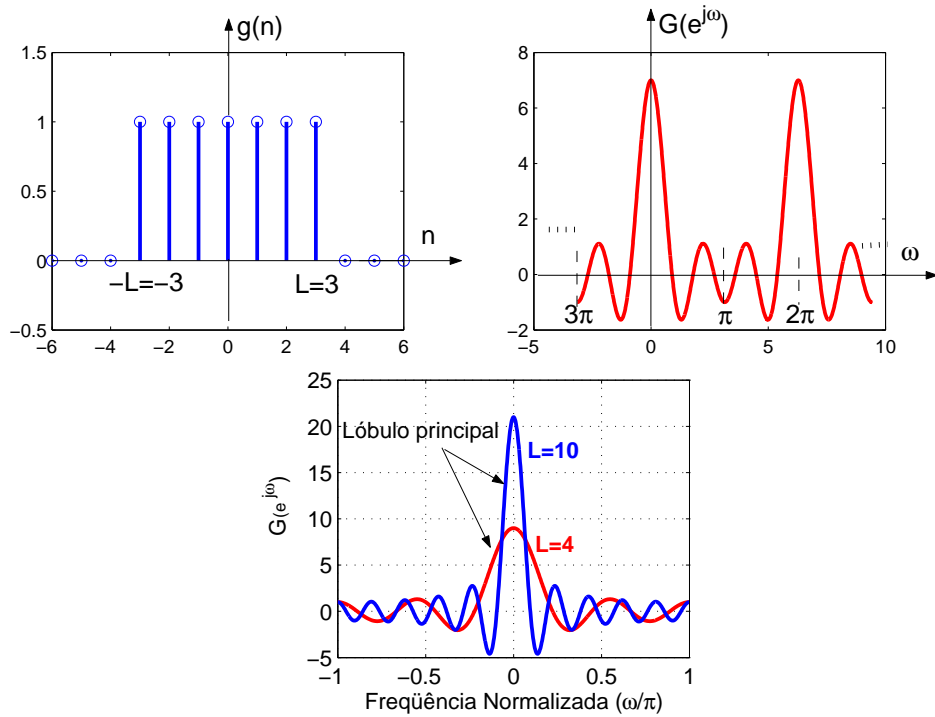 g(n)
1.5
1
0.5
0
−0.5
−6 −4 −2 0 2 4 6
−L=−3
L=3
n
G(e^jω)
8
6
4
2
0
−2
−5 0 5 10
3π
π
2π
ω
25
20
15
10
5
0
−5
−1 −0.5 0 0.5 1
Lóbulo principal
L=10
L=4
G(e^jω)
Freqüência Normalizada (ω/π)